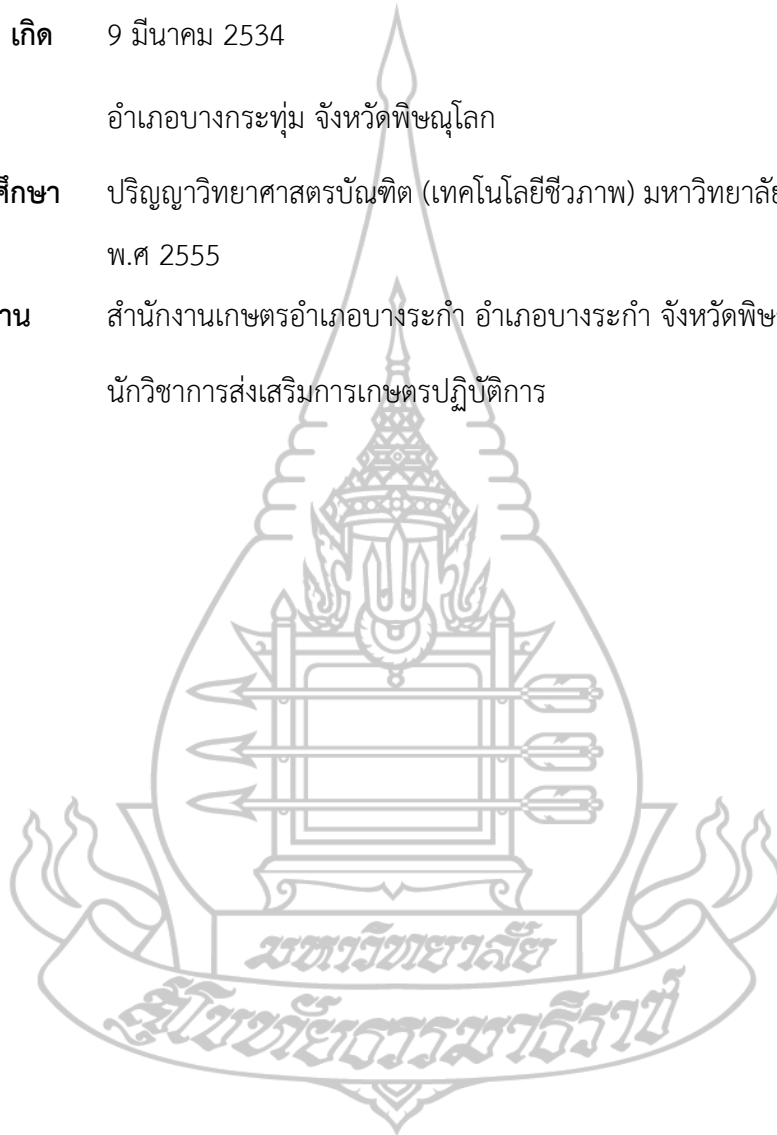 เกิด 9 มีนาคม 2534
อำเภอบางกระทุ่ม จังหวัดพิษณุโลก
ศึกษา ปริญญาวิทยาศาสตรบัณฑิต (เทคโนโลยีชีวภาพ) มหาวิทยาลัย
พ.ศ 2555
าน สำนักงานเกษตรอำเภอบางระกำ อำเภอบางระกำ จังหวัดพิษ
นักวิชาการส่งเสริมการเกษตรปฏิบัติการ
มหาวิทยาลัย
สุโขทัยธรรมาธิราช